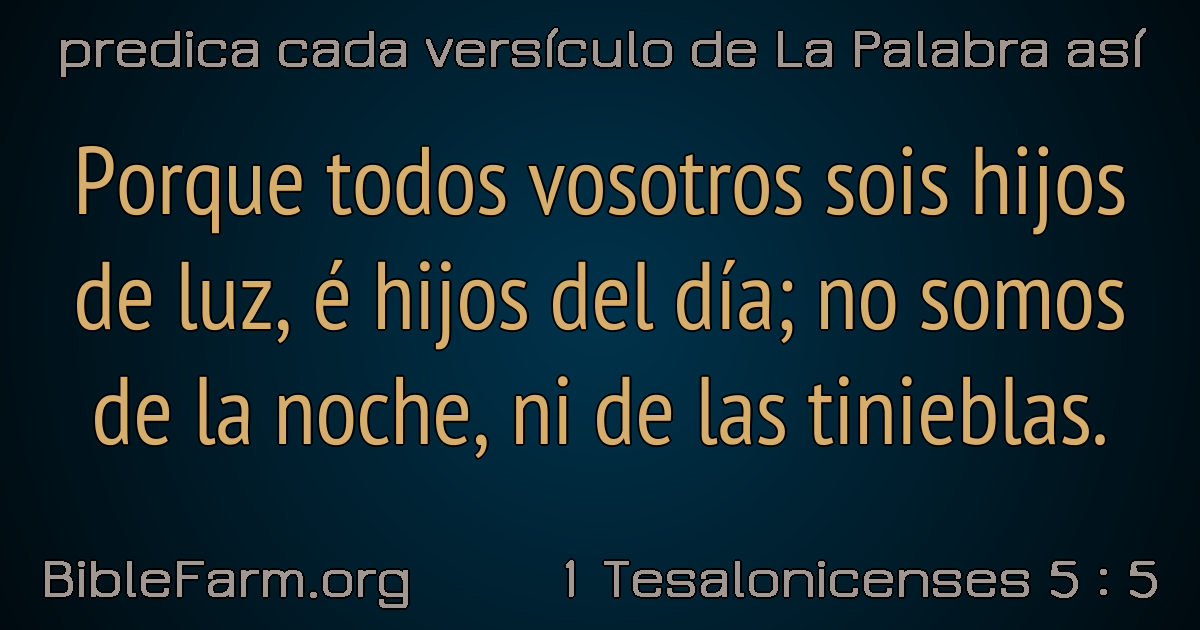 predica cada versículo de La Palabra así
Porque todos vosotros sois hijos
de luz, é hijos del día; no somos
de la noche, ni de las tinieblas.
BibleFarm.org
1 Tesalonicenses 5 : 5